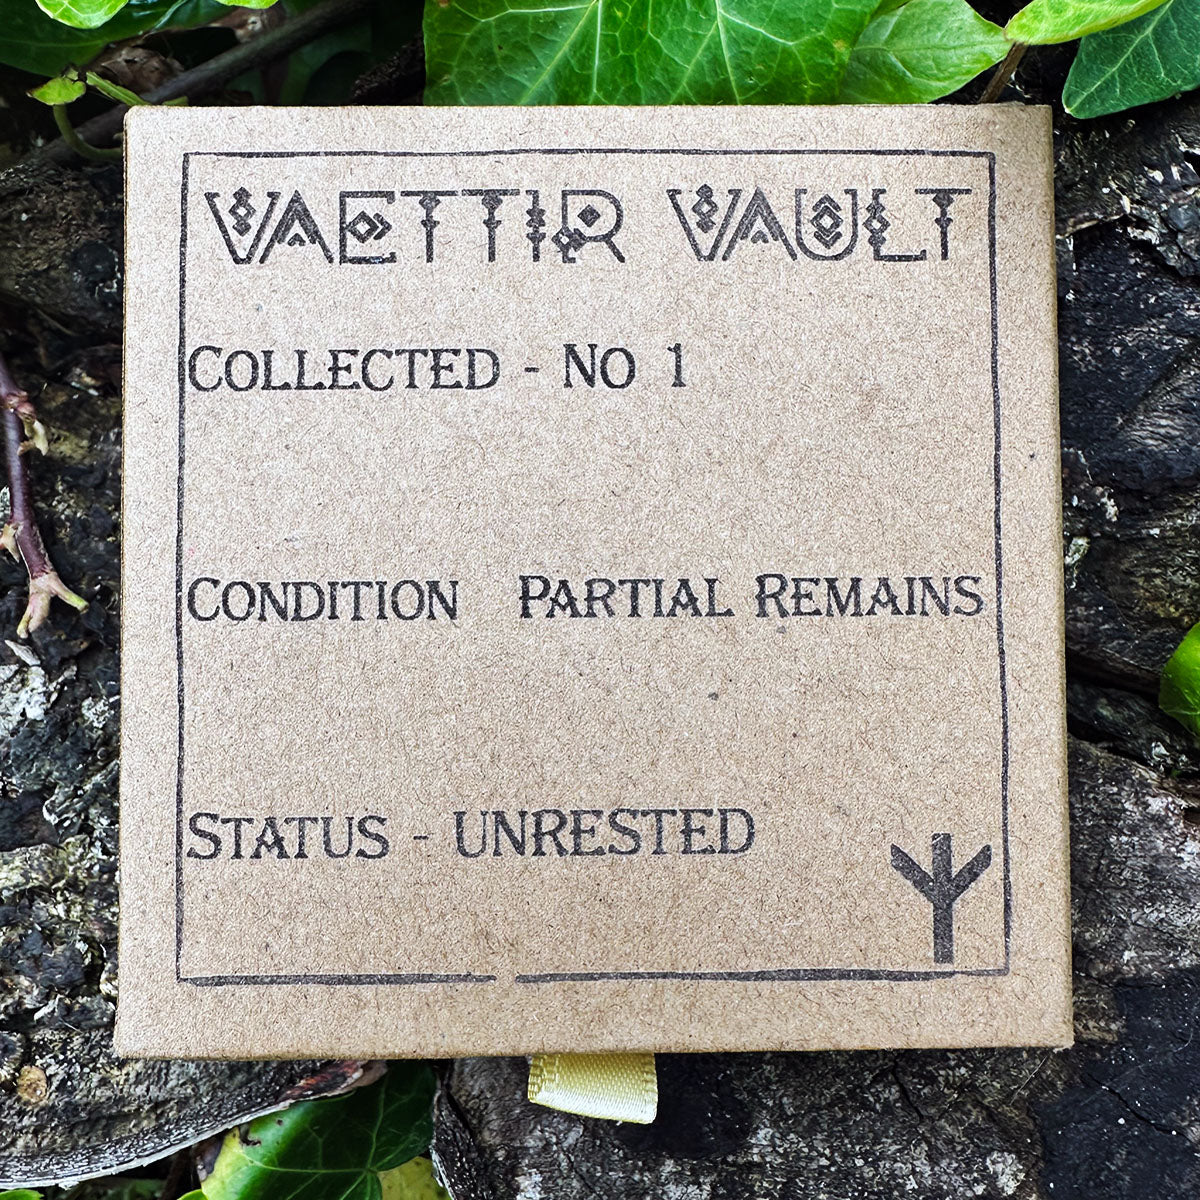 VAETTIR VAULT
COLLECTED - NO 1
CONDITION PARTIAL REMAINS
STATUS - UNRESTED
ᛉ